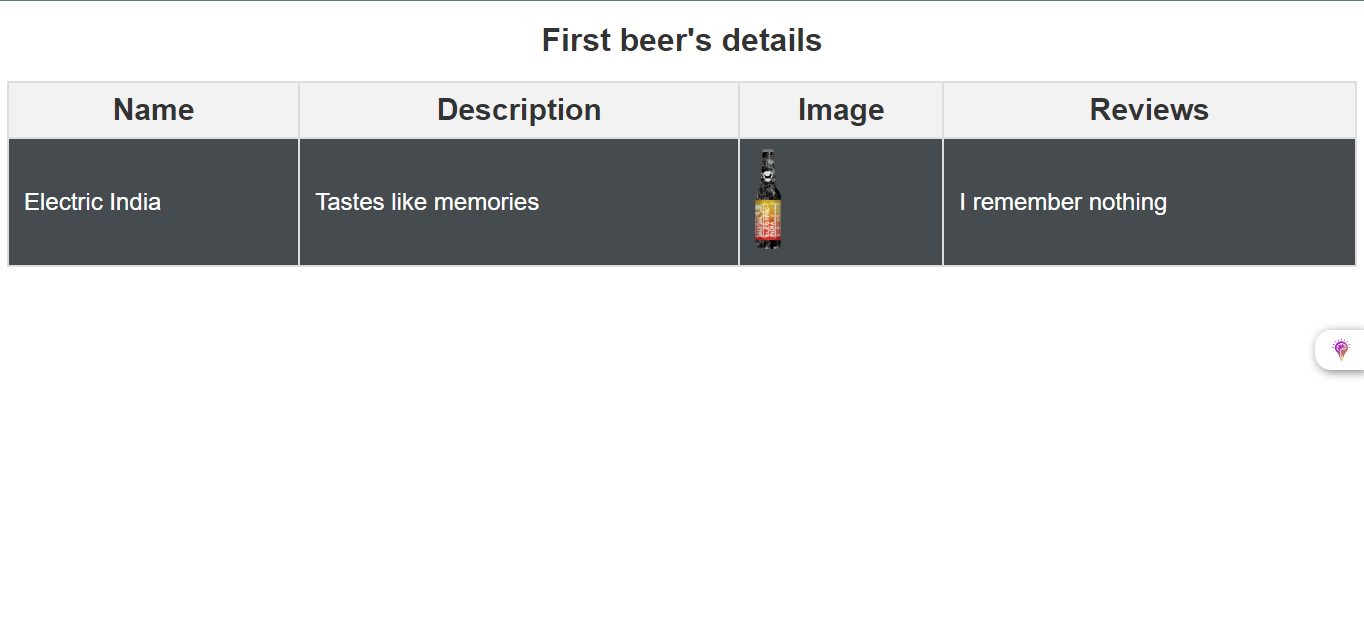 First beer's details
Name
Description
Image
Reviews
Electric India
Tastes like memories
I remember nothing